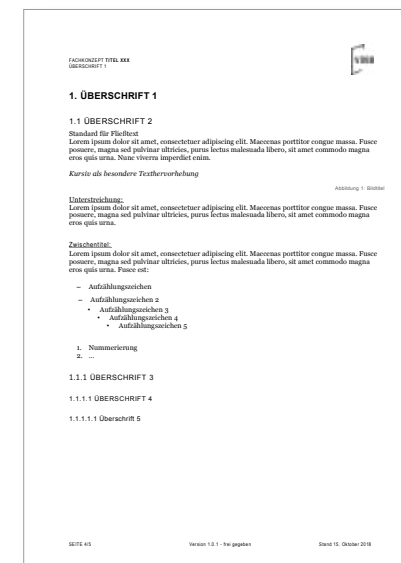 FACHKONZEPT TITEL XXX
ÜBERSCHRIFT 1
1. ÜBERSCHRIFT 1
1.1 ÜBERSCHRIFT 2
Standard für Fließtext
Lorem ipsum dolor sit amet, consectetuer adipiscing elit. Maecenas porttitor congue massa. Fusce
posuere, magna sed pulvinar ultricies, purus lectus malesuada libero, sit amet commodo magna
eros quis urna. Nunc viverra imperdiet enim.
Kursiv als besondere Texthervorhebung
Abbildung 1: Bildtitel
Unterstreichung:
Lorem ipsum dolor sit amet, consectetuer adipiscing elit. Maecenas porttitor congue massa. Fusce
posuere, magna sed pulvinar ultricies, purus lectus malesuada libero, sit amet commodo magna
eros quis urna.
Zwischentitel:
Lorem ipsum dolor sit amet, consectetuer adipiscing elit. Maecenas porttitor congue massa. Fusce
posuere, magna sed pulvinar ultricies, purus lectus malesuada libero, sit amet commodo magna
eros quis urna. Fusce est:
– Aufzählungszeichen
– Aufzählungszeichen 2
• Aufzählungszeichen 3
• Aufzählungszeichen 4
• Aufzählungszeichen 5
1. Nummerierung
2. ...
1.1.1 ÜBERSCHRIFT 3
1.1.1.1 ÜBERSCHRIFT 4
1.1.1.1.1 Überschrift 5
SEITE 4/5 Version 1.0.1 - frei gegeben Stand 15. Oktober 2018